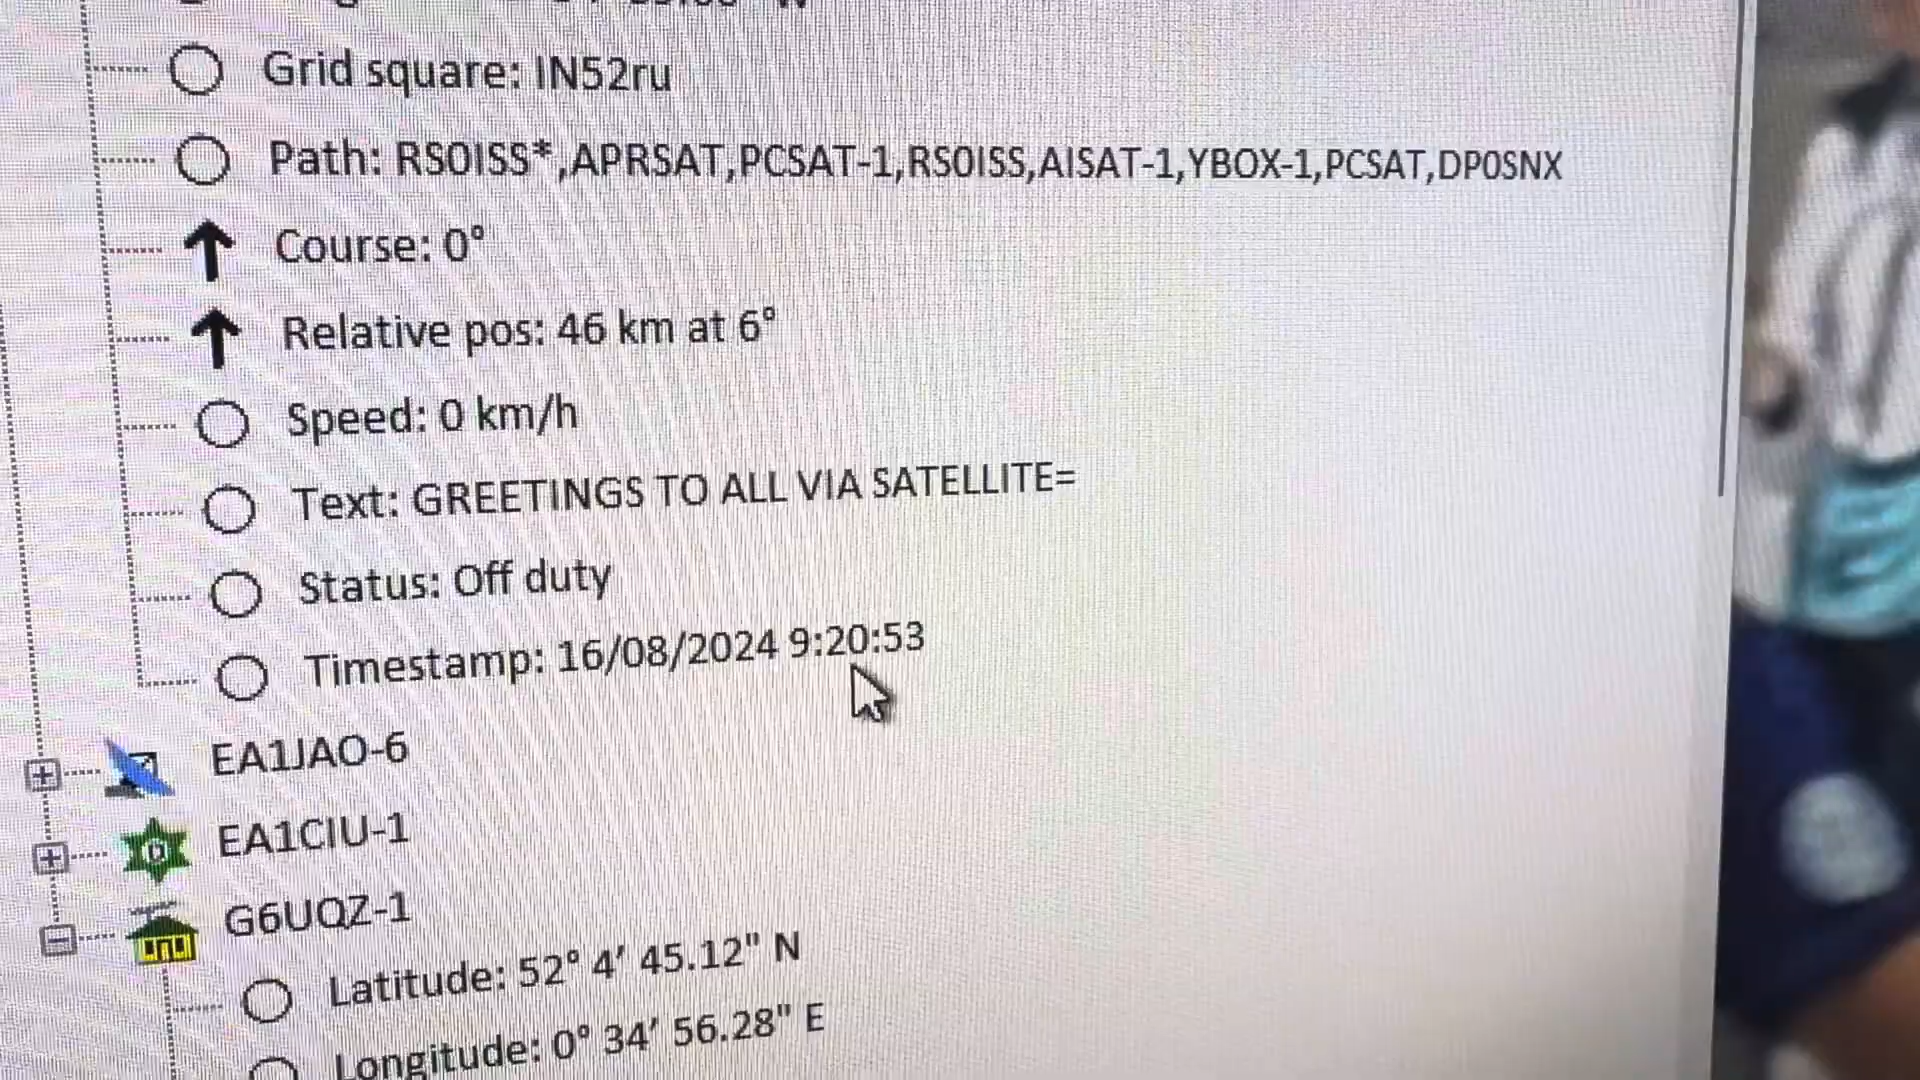 Grid square: IN52ru
Path: RS0ISS*,APRSAT,PCSAT-1,RS0ISS,AISAT-1,YBOX-1,PCSAT,DP0SNX
Course: 0°
Relative pos: 46 km at 6°
Speed: 0 km/h
Text: GREETINGS TO ALL VIA SATELLITE=
Status: Off duty
Timestamp: 16/08/2024 9:20:53
EA1JAO-6
EA1CIU-1
D
G6UQZ-1
Latitude: 52° 4' 45.12" N
Longitude: 0° 34' 56.28" E